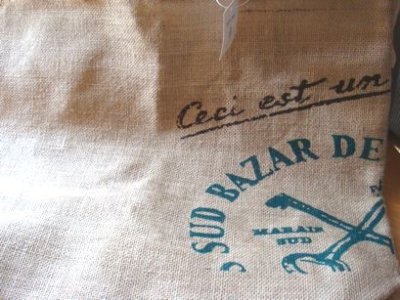 Ceci est un
SUD BAZAR DE
MARAIS
SUD